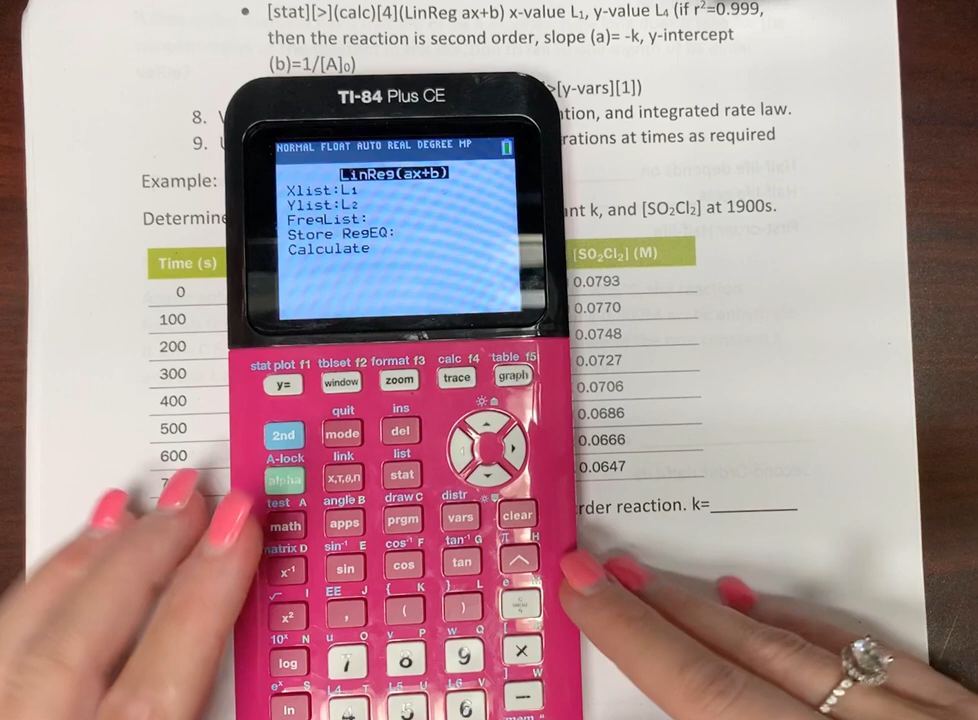 • [stat][>](calc)[4](LinReg ax+b) x-value L₁, y-value L₄ (if r²=0.999,
then the reaction is second order, slope (a)= -k, y-intercept
(b)=1/[A]₀)
>[y-vars][1])
8. tion, and integrated rate law.
9. rations at times as required
Example:
Determine nt k, and [SO₂Cl₂] at 1900s.
Time (s) [SO₂Cl₂] (M)
0 0.0793
100 0.0770
200 0.0748
300 0.0727
400 0.0706
500 0.0686
600 0.0666
0.0647
rder reaction. k=________
TI-84 Plus CE
NORMAL FLOAT AUTO REAL DEGREE MP
LinReg(ax+b)
Xlist:L₁
Ylist:L₂
FreqList:
Store RegEQ:
Calculate
stat plot f1 tblset f2 format f3 calc f4 table f5
y= window zoom trace graph
quit ins
2nd mode del
A-lock link list
alpha X,T,θ,n stat
test A angle B draw C distr
math apps prgm vars clear
matrix D sin⁻¹ E cos⁻¹ F tan⁻¹ G π H
x⁻¹ sin cos tan ^
√ I EE J { K } L e M
x² , ( )
10ˣ N u O v P w Q
log 7 8 9 ×
eˣ S L4 T L5 U L6 V ] W
ln 4 5 6 −
mem "